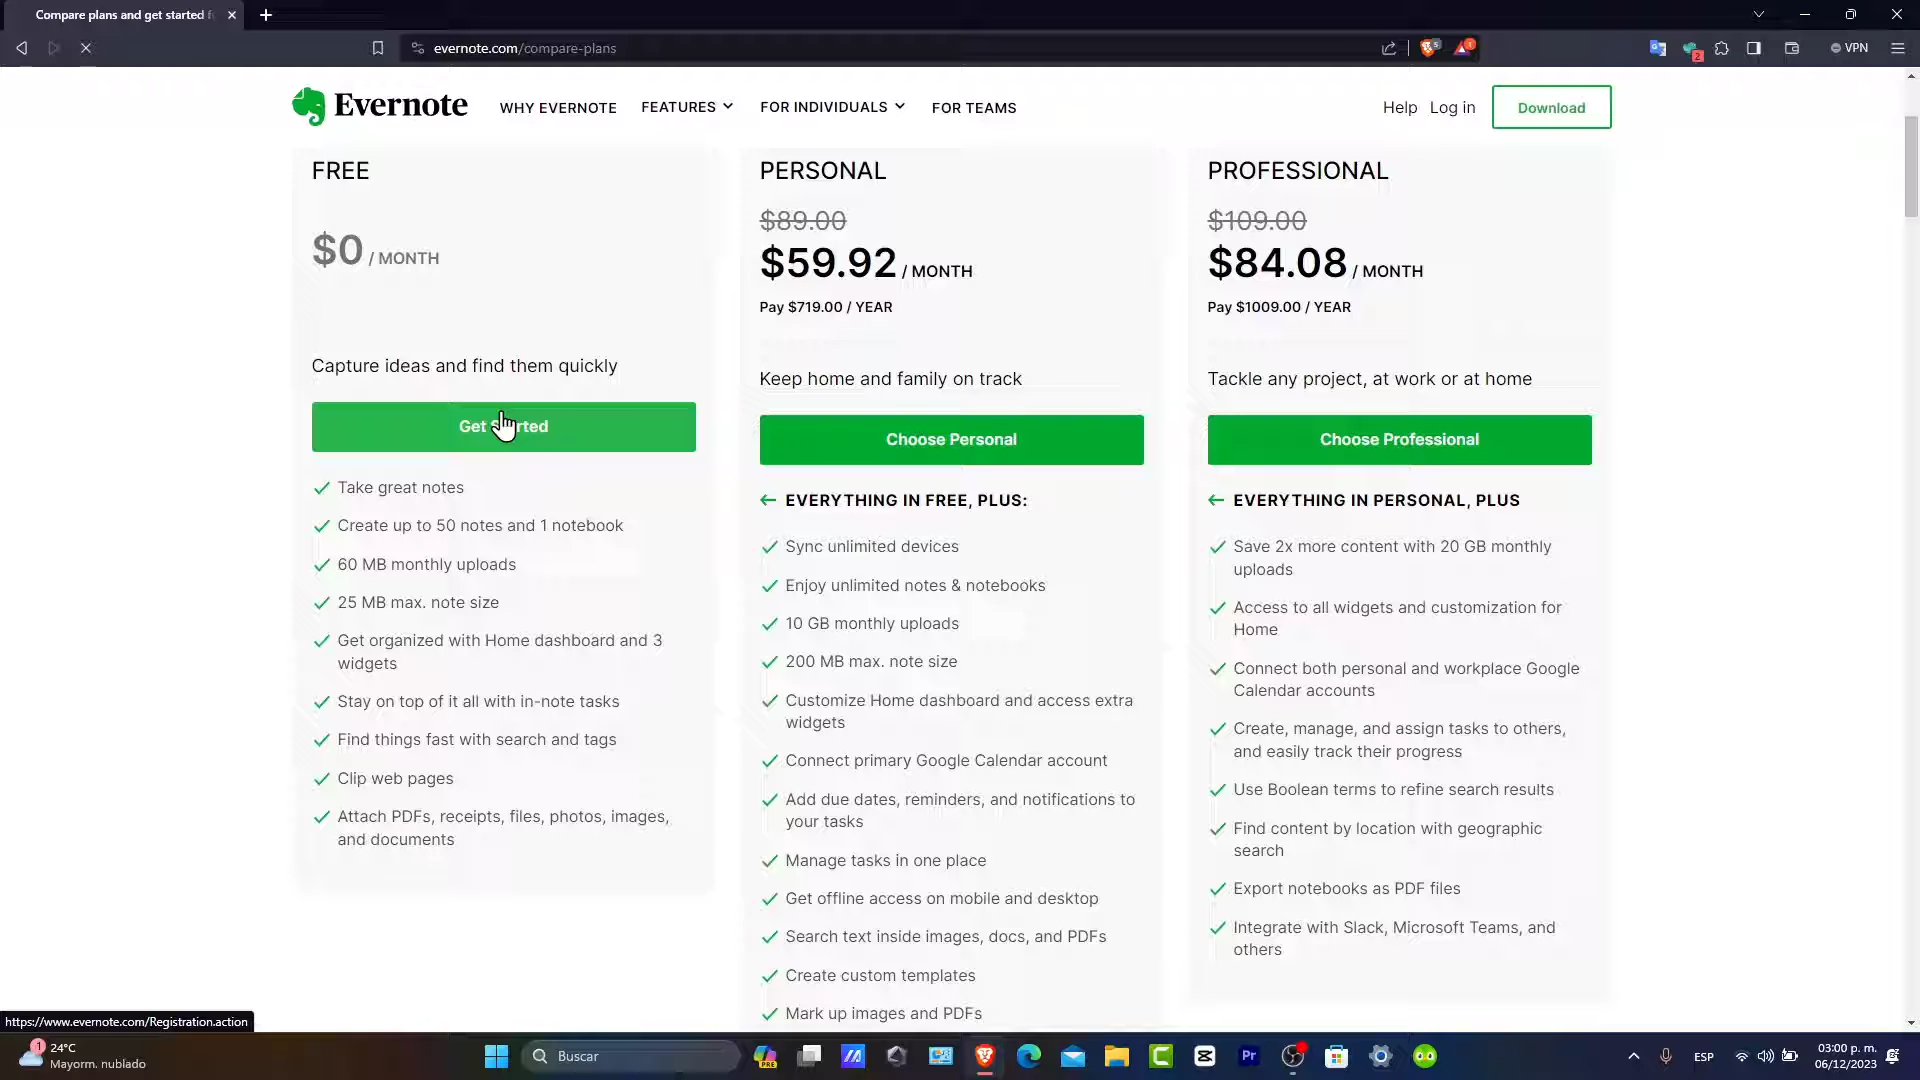 Compare plans and get started f
evernote.com/compare-plans
VPN
Evernote
WHY EVERNOTE
FEATURES
FOR INDIVIDUALS
FOR TEAMS
Help
Log in
Download
FREE
$0 / MONTH
Capture ideas and find them quickly
Get Started
Take great notes
Create up to 50 notes and 1 notebook
60 MB monthly uploads
25 MB max. note size
Get organized with Home dashboard and 3
widgets
Stay on top of it all with in-note tasks
Find things fast with search and tags
Clip web pages
Attach PDFs, receipts, files, photos, images,
and documents
PERSONAL
$89.00
$59.92 / MONTH
Pay $719.00 / YEAR
Keep home and family on track
Choose Personal
EVERYTHING IN FREE, PLUS:
Sync unlimited devices
Enjoy unlimited notes & notebooks
10 GB monthly uploads
200 MB max. note size
Customize Home dashboard and access extra
widgets
Connect primary Google Calendar account
Add due dates, reminders, and notifications to
your tasks
Manage tasks in one place
Get offline access on mobile and desktop
Search text inside images, docs, and PDFs
Create custom templates
Mark up images and PDFs
PROFESSIONAL
$109.00
$84.08 / MONTH
Pay $1009.00 / YEAR
Tackle any project, at work or at home
Choose Professional
EVERYTHING IN PERSONAL, PLUS
Save 2x more content with 20 GB monthly
uploads
Access to all widgets and customization for
Home
Connect both personal and workplace Google
Calendar accounts
Create, manage, and assign tasks to others,
and easily track their progress
Use Boolean terms to refine search results
Find content by location with geographic
search
Export notebooks as PDF files
Integrate with Slack, Microsoft Teams, and
others
https://www.evernote.com/Registration.action
1
24°C
Mayorm. nublado
Buscar
PRE
Pr
ESP
03:00 p. m.
06/12/2023